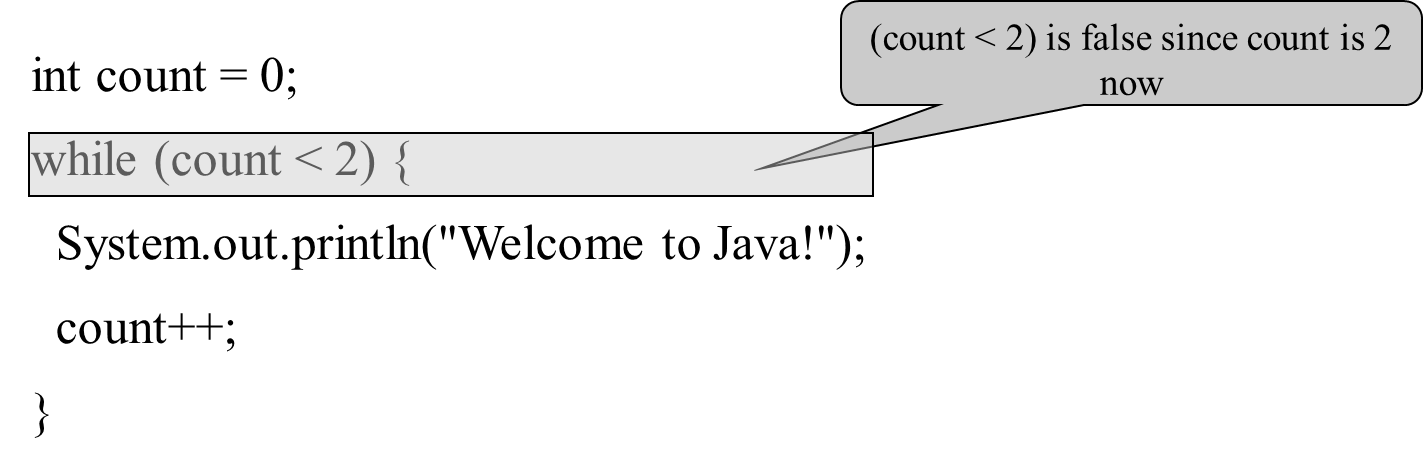 (count < 2) is false since count is 2
now
int count = 0;
while (count < 2) {
System.out.println("Welcome to Java!");
count++;
}